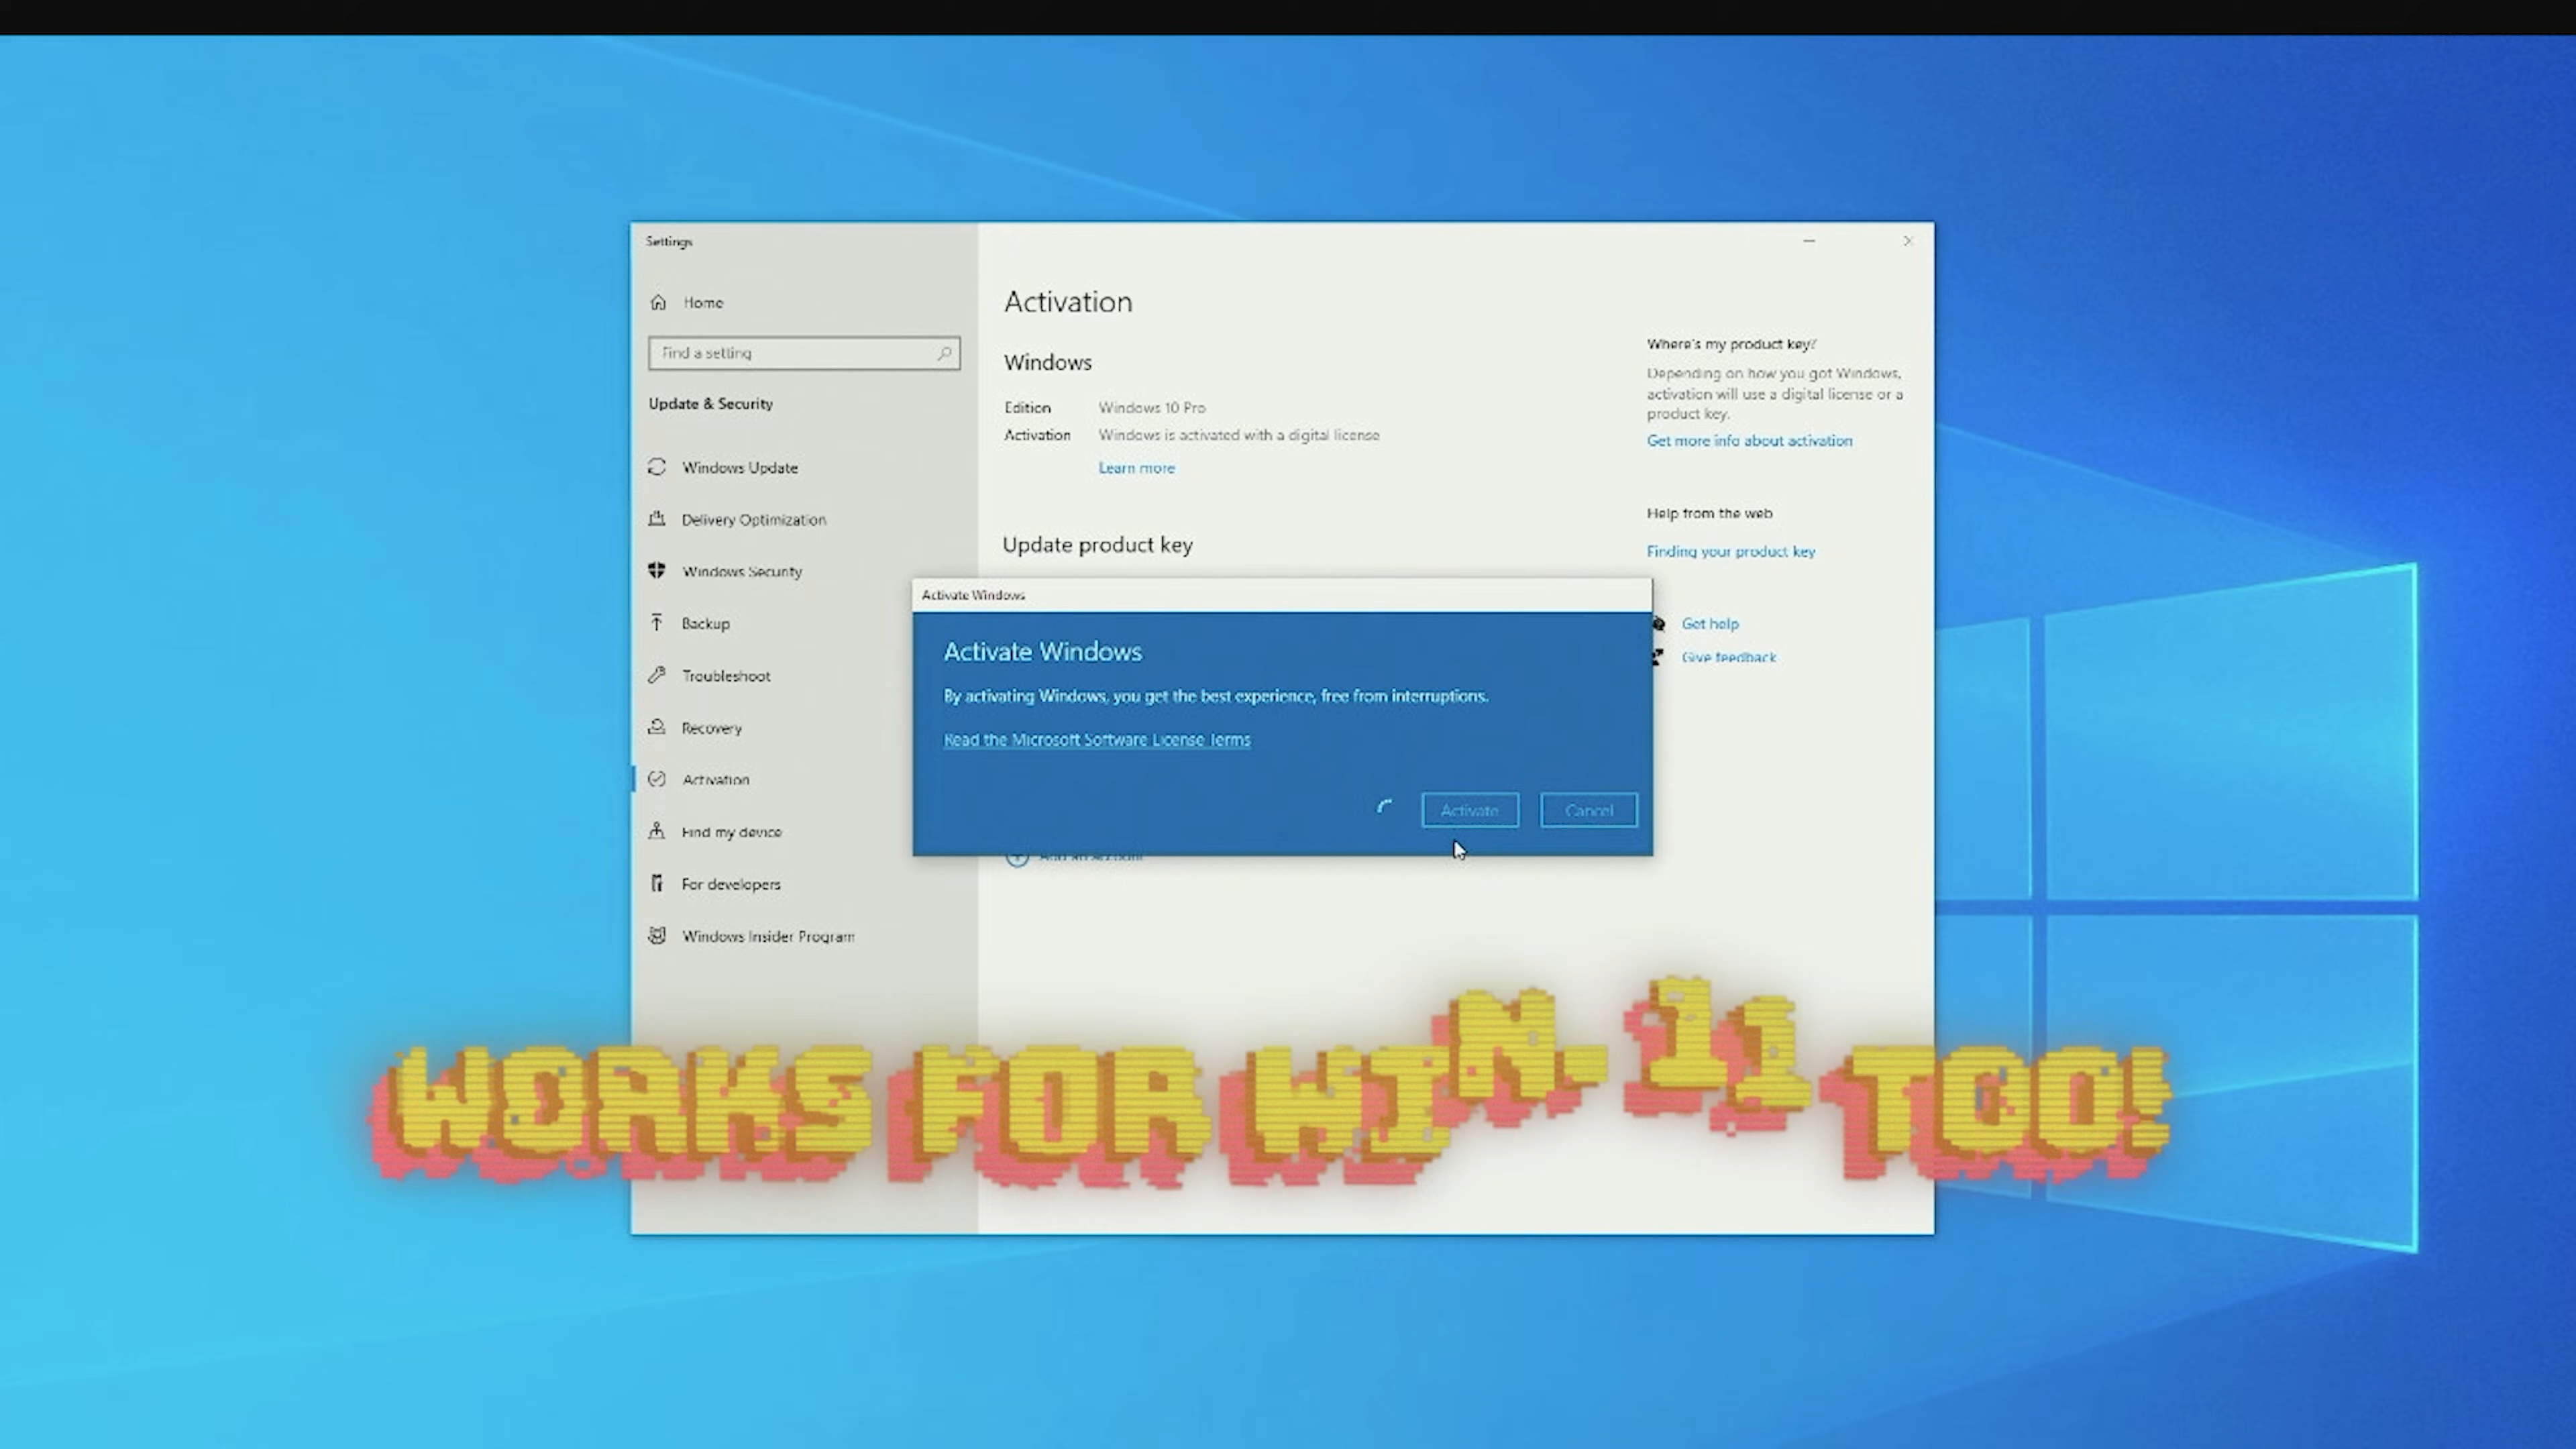 Settings
Home
Find a setting
Update & Security
Windows Update
Delivery Optimization
Windows Security
Backup
Troubleshoot
Recovery
Activation
Find my device
For developers
Windows Insider Program
Activation
Windows
Edition Windows 10 Pro
Activation Windows is activated with a digital license
Learn more
Update product key
Where's my product key?
Depending on how you got Windows,
activation will use a digital license or a
product key.
Get more info about activation
Help from the web
Finding your product key
Get help
Give feedback
Activate Windows
Activate Windows
By activating Windows, you get the best experience, free from interruptions.
Read the Microsoft Software License Terms
Activate Cancel
Add an account
WORKS FOR WIN. 11 TOO!